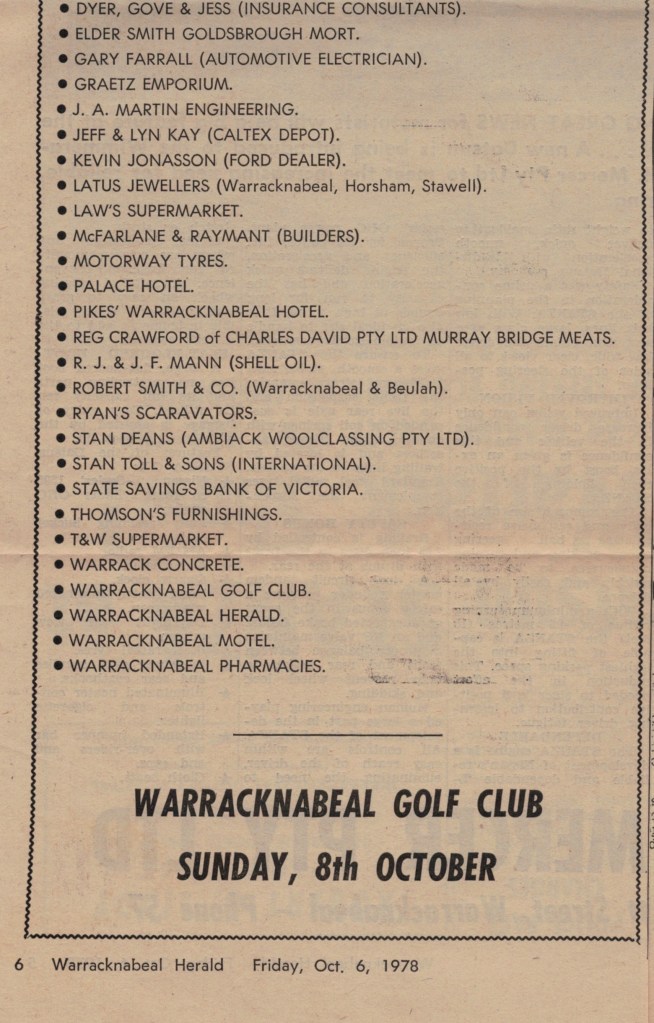 • DYER, GOVE & JESS (INSURANCE CONSULTANTS).
• ELDER SMITH GOLDSBROUGH MORT.
• GARY FARRALL (AUTOMOTIVE ELECTRICIAN).
• GRAETZ EMPORIUM.
• J. A. MARTIN ENGINEERING.
• JEFF & LYN KAY (CALTEX DEPOT).
• KEVIN JONASSON (FORD DEALER).
• LATUS JEWELLERS (Warracknabeal, Horsham, Stawell).
• LAW'S SUPERMARKET.
• McFARLANE & RAYMANT (BUILDERS).
• MOTORWAY TYRES.
• PALACE HOTEL.
• PIKES' WARRACKNABEAL HOTEL.
• REG CRAWFORD of CHARLES DAVID PTY LTD MURRAY BRIDGE MEATS.
• R. J. & J. F. MANN (SHELL OIL).
• ROBERT SMITH & CO. (Warracknabeal & Beulah).
• RYAN'S SCARAVATORS.
• STAN DEANS (AMBIACK WOOLCLASSING PTY LTD).
• STAN TOLL & SONS (INTERNATIONAL).
• STATE SAVINGS BANK OF VICTORIA.
• THOMSON'S FURNISHINGS.
• T&W SUPERMARKET.
• WARRACK CONCRETE.
• WARRACKNABEAL GOLF CLUB.
• WARRACKNABEAL HERALD.
• WARRACKNABEAL MOTEL.
• WARRACKNABEAL PHARMACIES.
WARRACKNABEAL GOLF CLUB
SUNDAY, 8th OCTOBER
6 Warracknabeal Herald Friday, Oct. 6, 1978